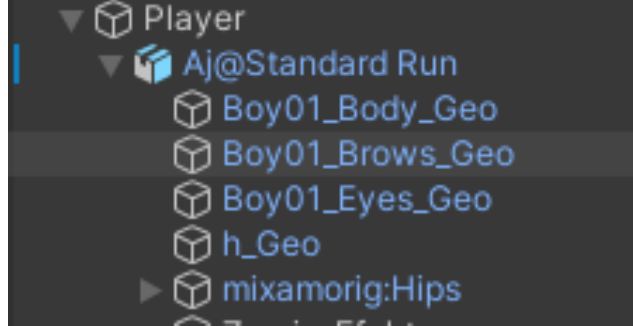 Player
Aj@Standard Run
Boy01_Body_Geo
Boy01_Brows_Geo
Boy01_Eyes_Geo
h_Geo
mixamorig:Hips